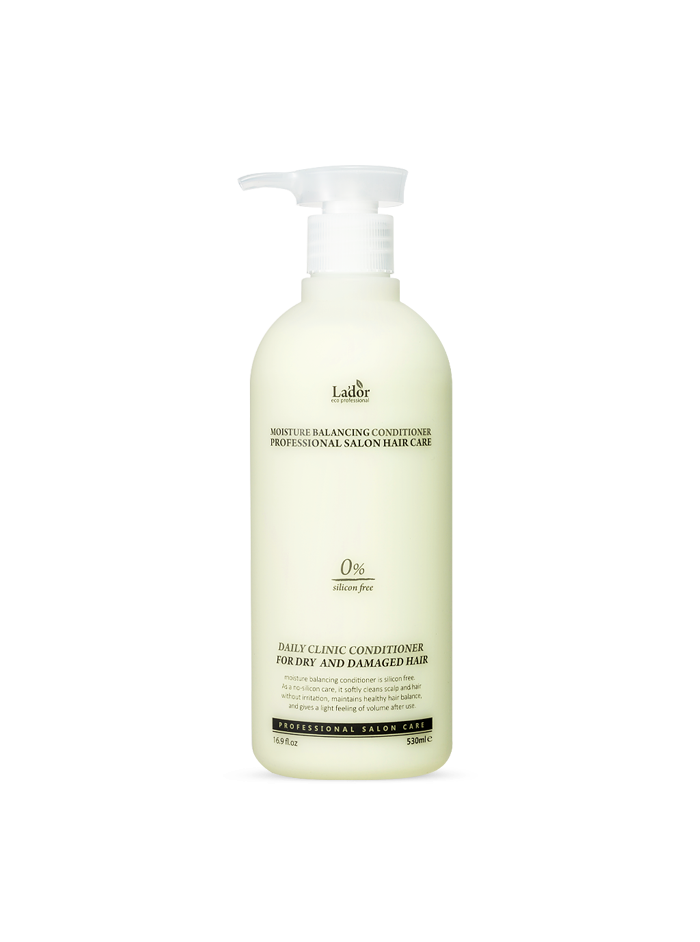 La'dor
eco professional
MOISTURE BALANCING CONDITIONER
PROFESSIONAL SALON HAIR CARE
0%
silicon free
DAILY CLINIC CONDITIONER
FOR DRY AND DAMAGED HAIR
moisture balancing conditioner is silicon free.
As a no-silicon care, it softly cleans scalp and hair
without irritation, maintains healthy hair balance,
and gives a light feeling of volume after use.
PROFESSIONAL SALON CARE
16.9 fl.oz 530ml ℮